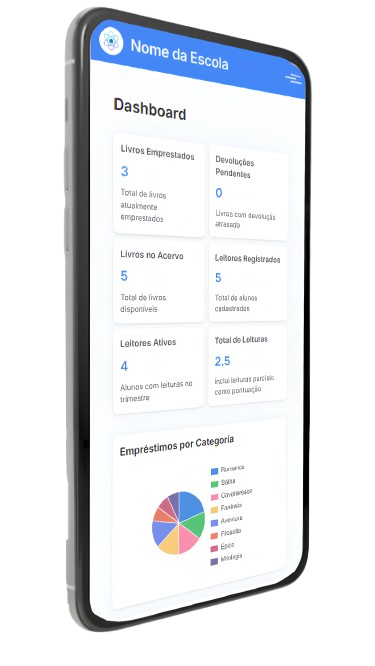 Nome da Escola
Dashboard
Livros Emprestados
3
Total de livros
atualmente
emprestados
Devoluções
Pendentes
0
Livros com devolução
atrasada
Livros no Acervo
5
Total de livros
disponíveis
Leitores Registrados
5
Total de alunos
cadastrados
Leitores Ativos
4
Alunos com leituras no
trimestre
Total de Leituras
2.5
Inclui leituras parciais
como pontuação
Empréstimos por Categoria
Romance
Sátira
Cavaleiresco
Fantasia
Aventura
Filosofia
Épico
Mitologia